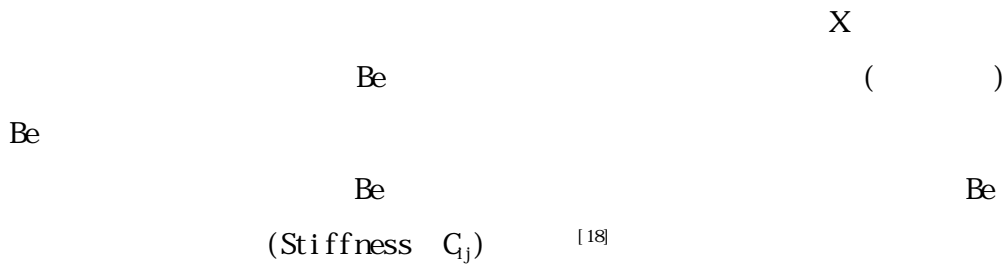 X
Be ( )
Be
Be Be
(Stiffness C_ij) [18]